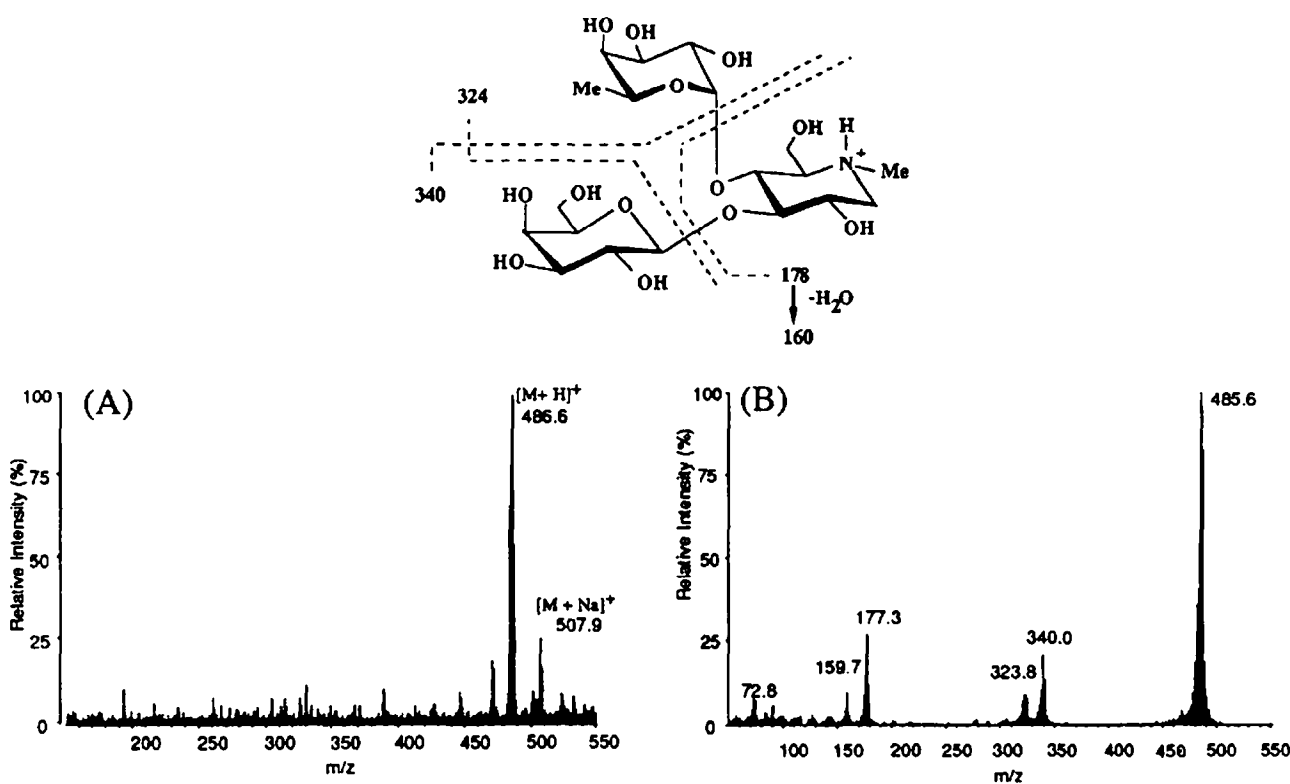 HO
OH
HO
OH
Me
O
324
340
OH
H
N
+
Me
O
O
OH
HO
OH
O
HO
OH
178
-H2O
160
(A)
Relative Intensity (%)
100
75
50
25
0
[M+ H]+
486.6
[M + Na]+
507.9
200 250 300 350 400 450 500 550
m/z
(B)
Relative Intensity (%)
100
75
50
25
0
485.6
340.0
323.8
177.3
159.7
72.8
100 150 200 250 300 350 400 450 500 550
m/z